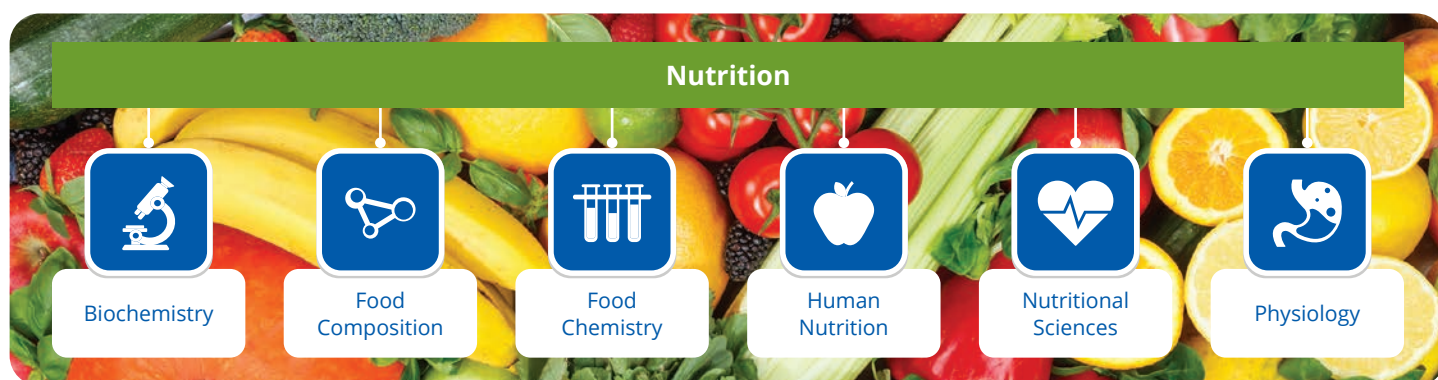 Nutrition
Biochemistry
Food
Composition
Food
Chemistry
Human
Nutrition
Nutritional
Sciences
Physiology